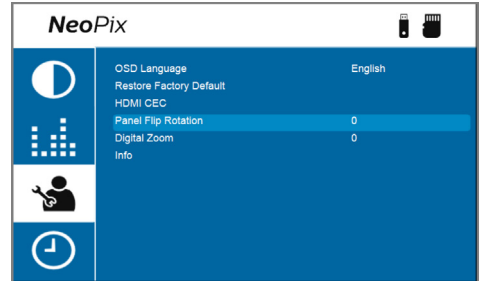 NeoPix
OSD Language English
Restore Factory Default
HDMI CEC
Panel Flip Rotation 0
Digital Zoom 0
Info